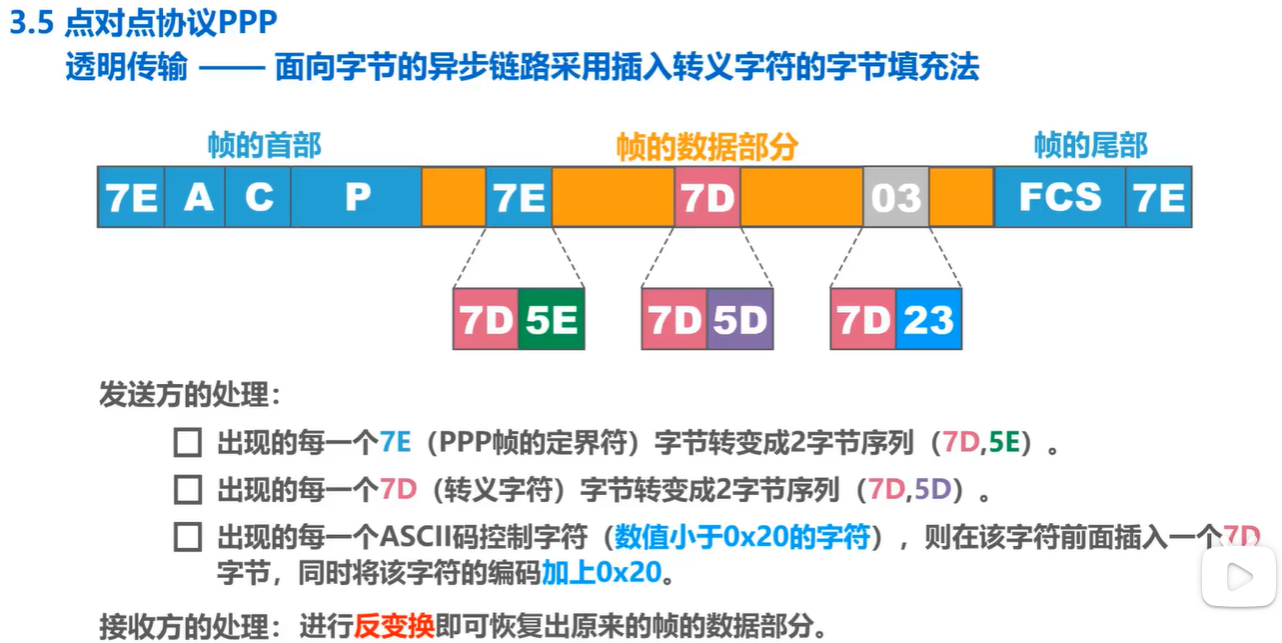 3.5 点对点协议PPP
透明传输 —— 面向字节的异步链路采用插入转义字符的字节填充法
帧的首部 帧的数据部分 帧的尾部
7E A C P 7E 7D 03 FCS 7E
7D 5E 7D 5D 7D 23
发送方的处理：
出现的每一个7E（PPP帧的定界符）字节转变成2字节序列（7D,5E）。
出现的每一个7D（转义字符）字节转变成2字节序列（7D,5D）。
出现的每一个ASCII码控制字符（数值小于0x20的字符），则在该字符前面插入一个7D
字节，同时将该字符的编码加上0x20。
接收方的处理：进行反变换即可恢复出原来的帧的数据部分。